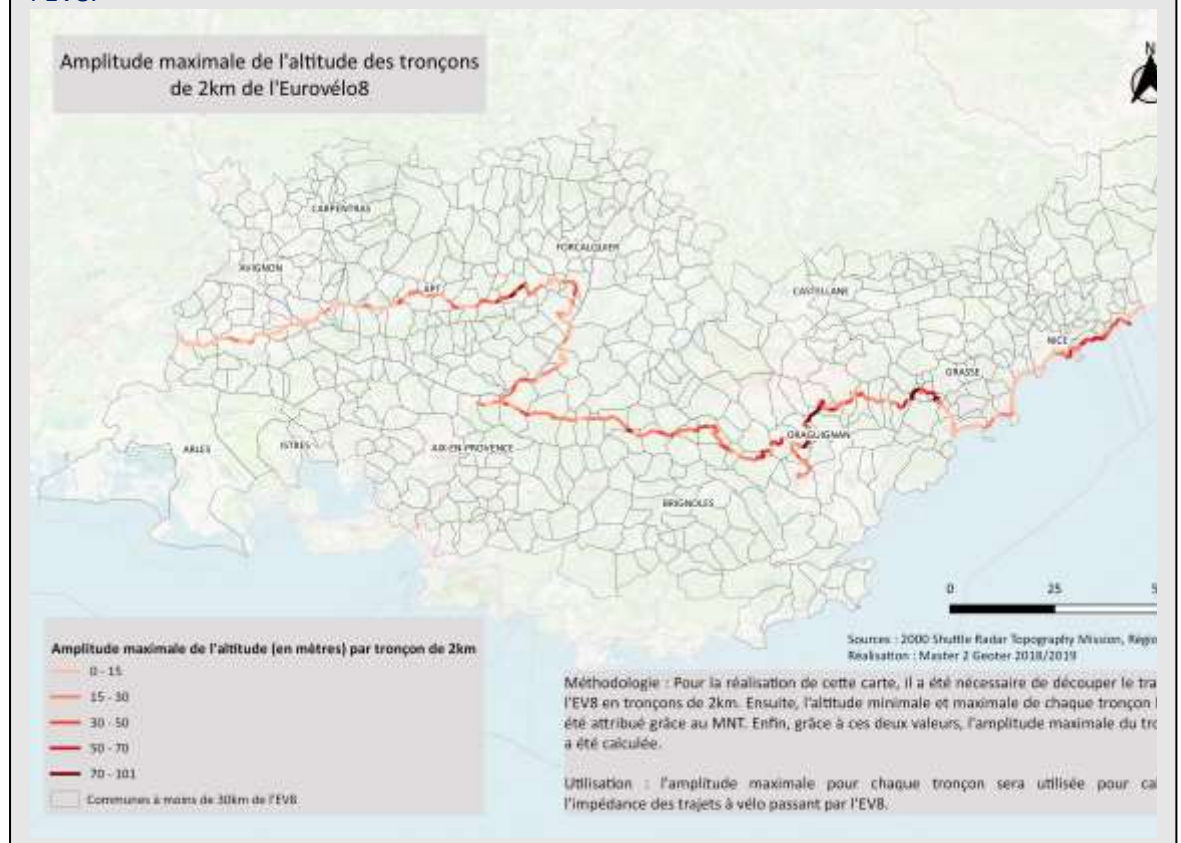 Amplitude maximale de l'altitude des tronçons
de 2km de l'Eurovélo8
N
CARPENTRAS
FORCALQUIER
AVIGNON
APT
CASTELLANE
NICE
GRASSE
DRAGUIGNAN
ARLES
ISTRES
AIX-EN-PROVENCE
BRIGNOLES
0 25
Sources : 2000 Shuttle Radar Topography Mission, Régio
Réalisation : Master 2 Geoter 2018/2019
Amplitude maximale de l'altitude (en mètres) par tronçon de 2km
0 - 15
15 - 30
30 - 50
50 - 70
70 - 101
Communes à moins de 30km de l'EV8
Méthodologie : Pour la réalisation de cette carte, il a été nécessaire de découper le tra
l'EV8 en tronçons de 2km. Ensuite, l'altitude minimale et maximale de chaque tronçon
été attribué grâce au MNT. Enfin, grâce à ces deux valeurs, l'amplitude maximale du tro
a été calculée.
Utilisation : l'amplitude maximale pour chaque tronçon sera utilisée pour cal
l'impédance des trajets à vélo passant par l'EV8.